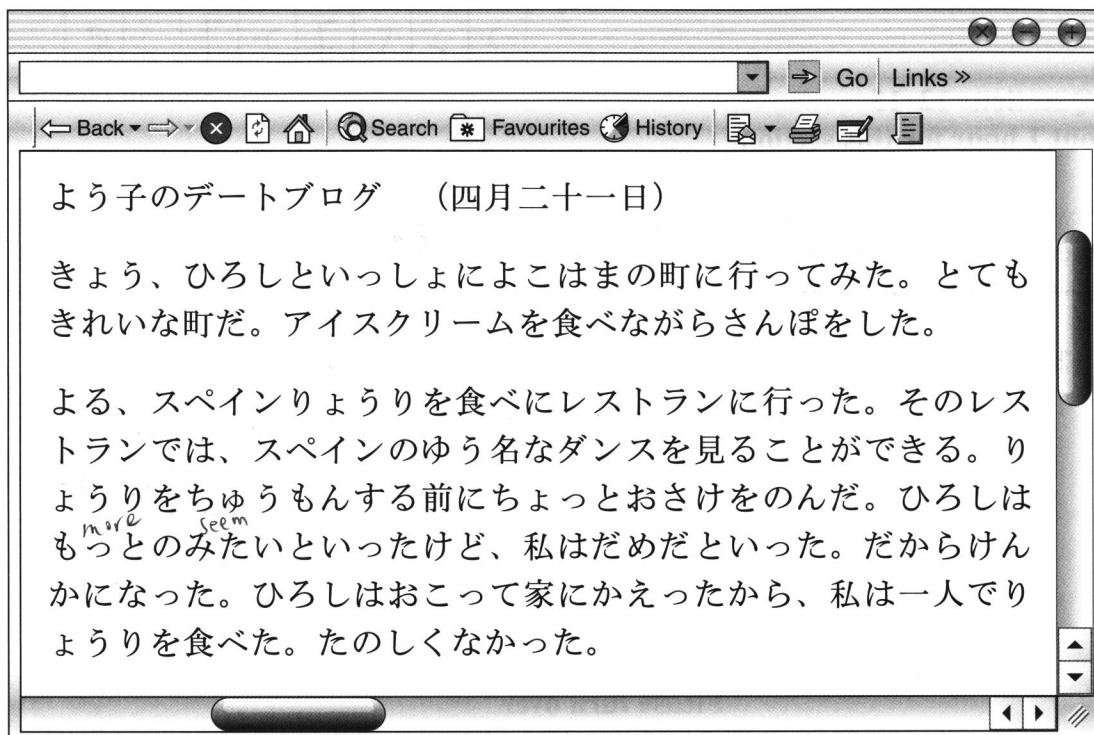 Go Links »
Back Search Favourites History
よう子のデートブログ (四月二十一日)
きょう、ひろしといっしょによこはまの町に行ってみた。とても
きれいな町だ。アイスクリームを食べながらさんぽをした。
よる、スペインりょうりを食べにレストランに行った。そのレス
トランでは、スペインのゆう名なダンスを見ることができる。り
ょうりをちゅうもんする前にちょっとおさけをのんだ。ひろしは
more seem
もっとのみたいといったけど、私はだめだといった。だからけん
かになった。ひろしはおこって家にかえったから、私は一人でり
ょうりを食べた。たのしくなかった。